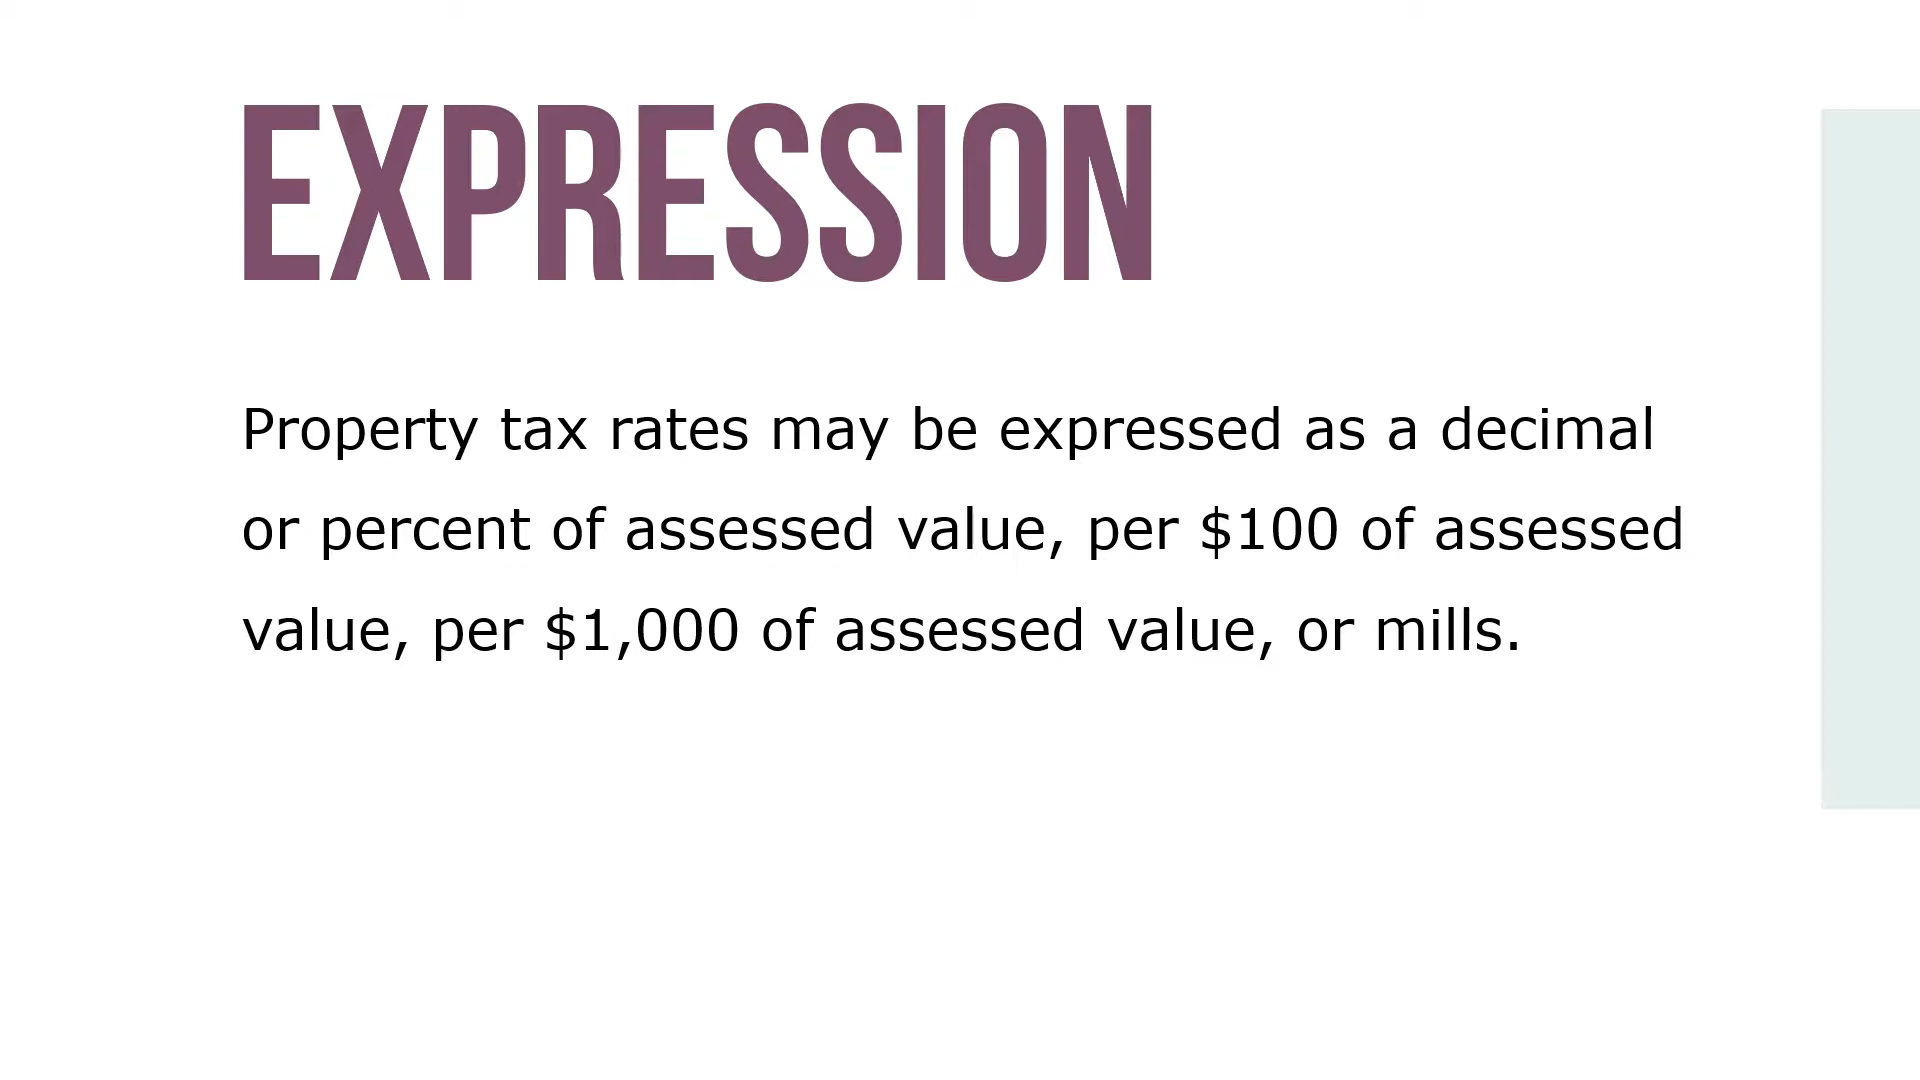 EXPRESSION
Property tax rates may be expressed as a decimal
or percent of assessed value, per $100 of assessed
value, per $1,000 of assessed value, or mills.